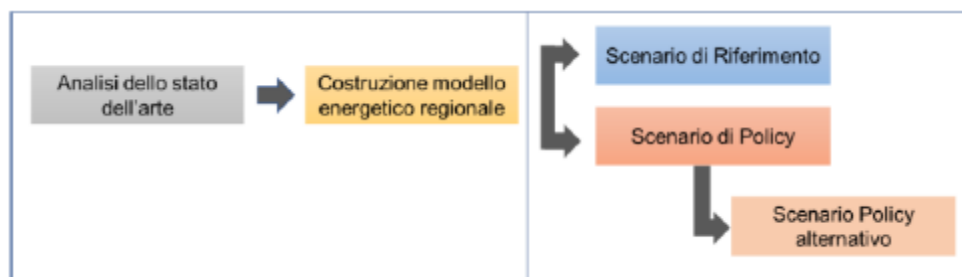 Analisi dello stato
dell'arte
Costruzione modello
energetico regionale
Scenario di Riferimento
Scenario di Policy
Scenario Policy
alternativo